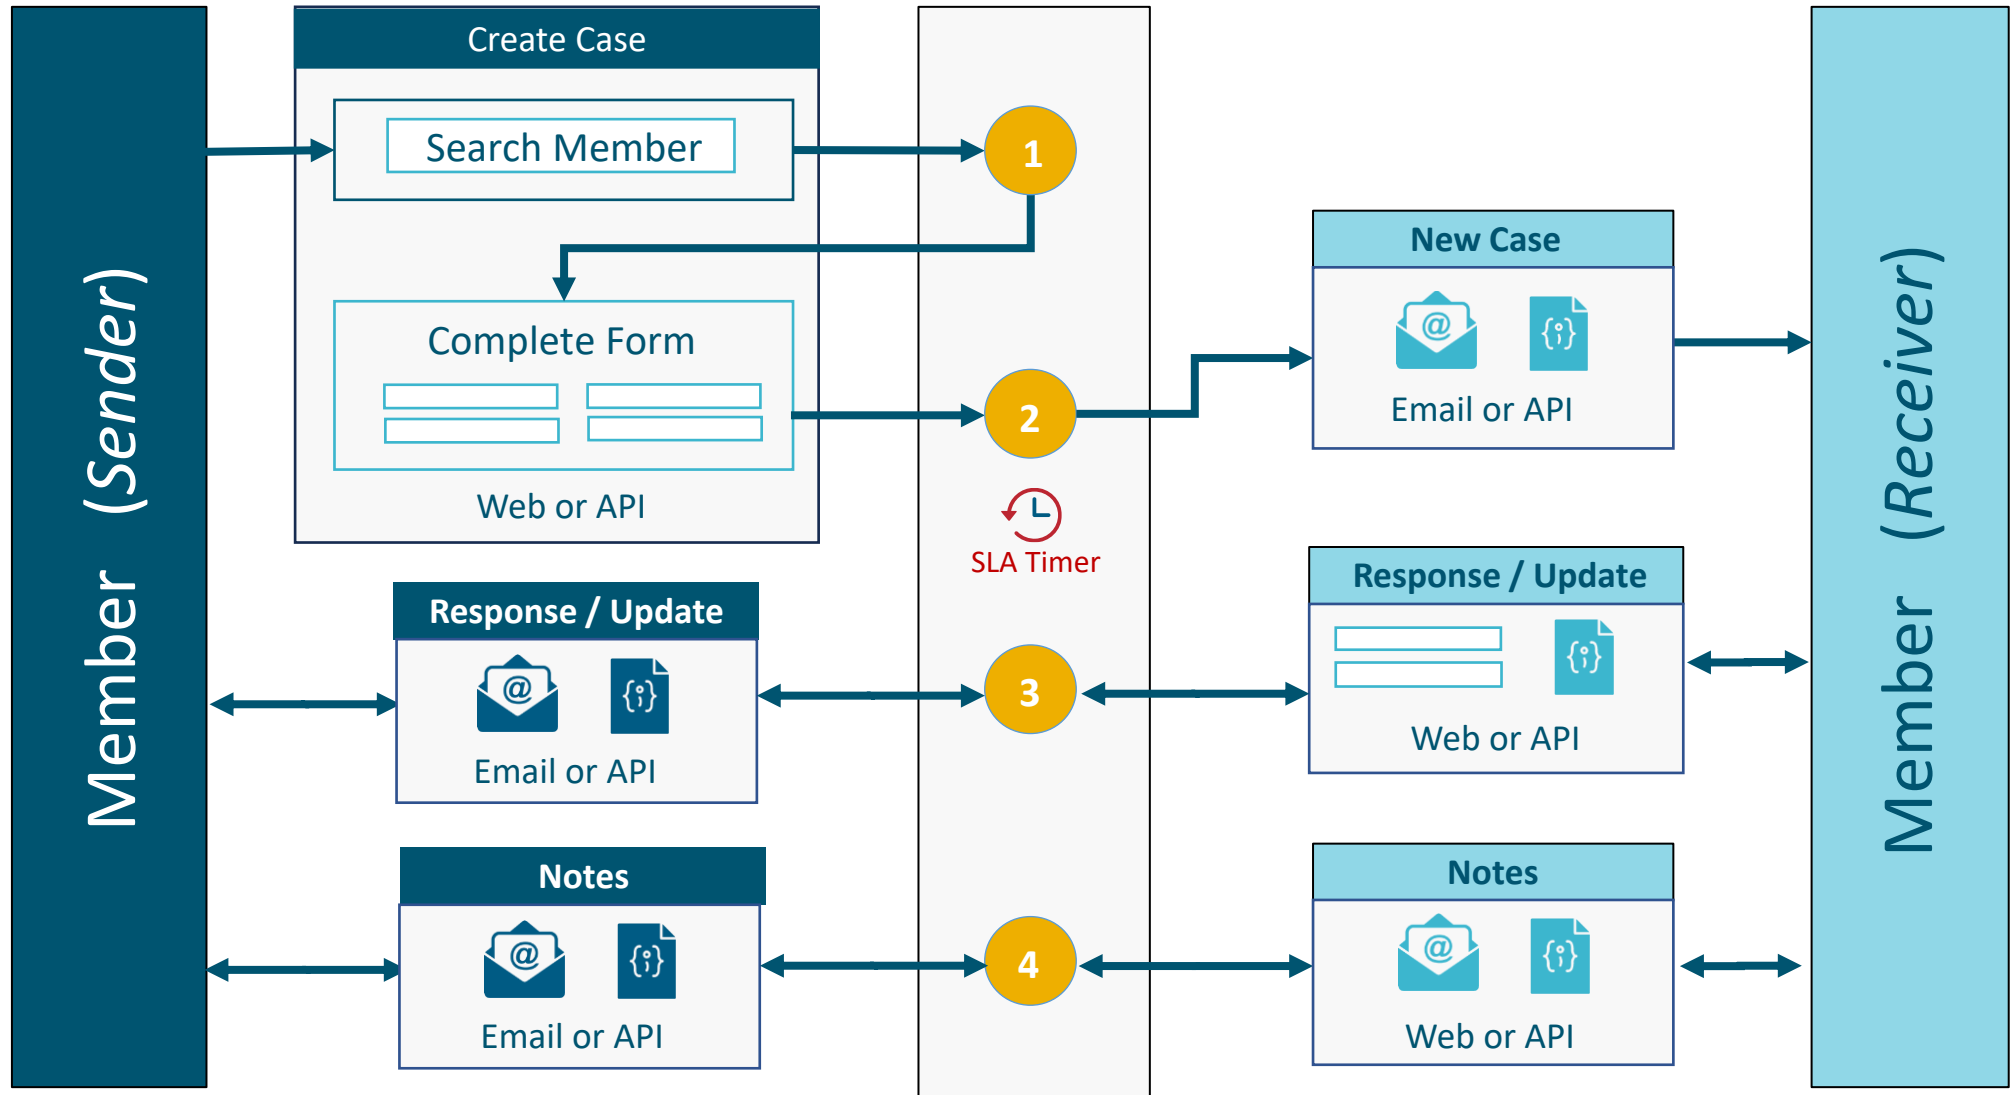 Member (Sender)
Create Case
Search Member
1
Complete Form
2
Web or API
SLA Timer
New Case
@
{;}
Email or API
Response / Update
@
{;}
Email or API
3
Response / Update
{;}
Web or API
Notes
@
{;}
Email or API
4
Notes
@
{;}
Web or API
Member (Receiver)